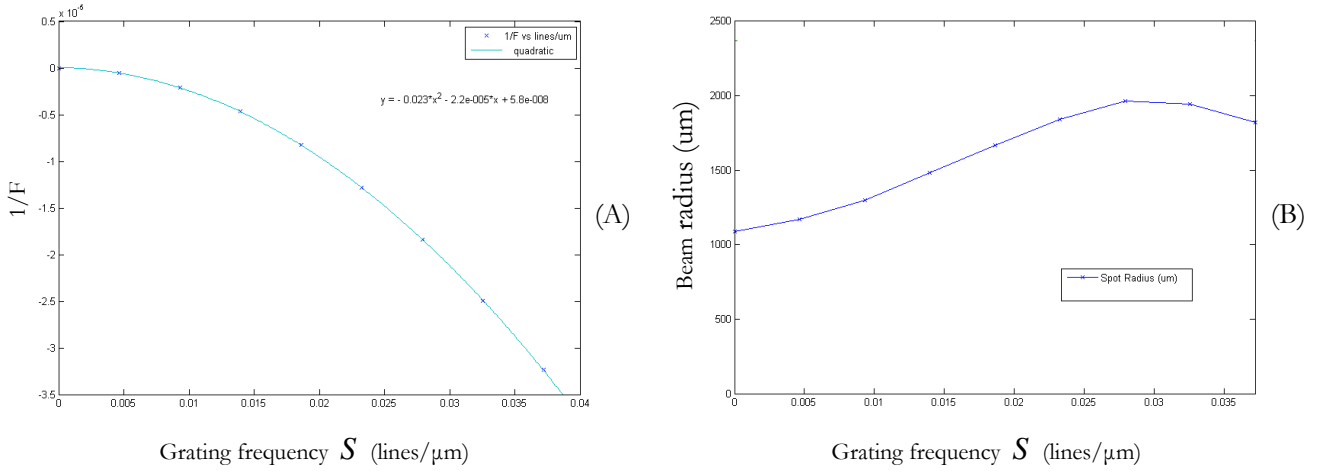 x 10^-6
0.5
0
-0.5
-1
-1.5
-2
-2.5
-3
-3.5
1/F
1/F vs lines/um
quadratic
y = - 0.023*x^2 - 2.2e-005*x + 5.8e-008
0 0.005 0.01 0.015 0.02 0.025 0.03 0.035 0.04
Grating frequency S (lines/μm)
(A)
2500
2000
1500
1000
500
0
Beam radius (um)
Spot Radius (um)
0 0.005 0.01 0.015 0.02 0.025 0.03 0.035
Grating frequency S (lines/μm)
(B)